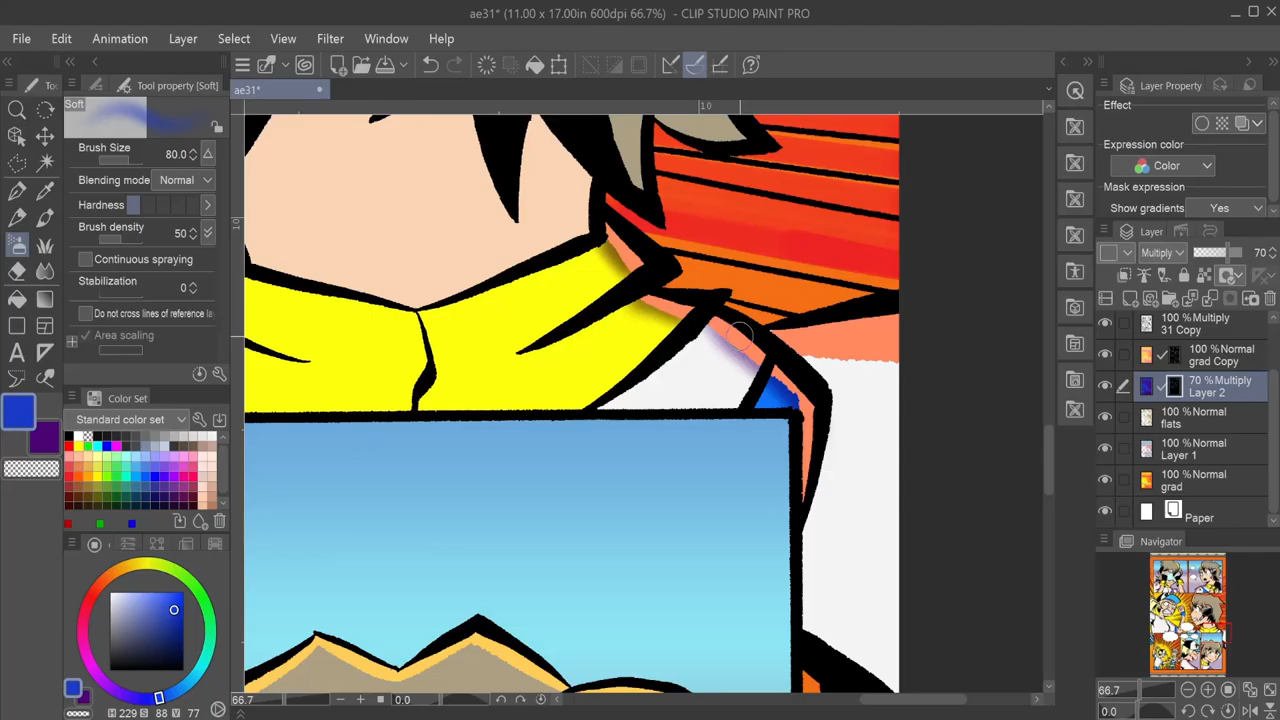 ae31* (11.00 x 17.00in 600dpi 66.7%) - CLIP STUDIO PAINT PRO
File Edit Animation Layer Select View Filter Window Help
Tool property [Soft]
ae31*
Soft
Brush Size 80.0
Blending mode Normal
Hardness
Brush density 50
Continuous spraying
Stabilization 0
Do not cross lines of reference la
Area scaling
Color Set
Standard color set
H 229 S 88 V 77
10
10
66.7 0.0
Layer Property
Effect
Expression color
Color
Mask expression
Show gradients Yes
Layer
Multiply 70
100 % Multiply
31 Copy
100 % Normal
grad Copy
70 % Multiply
Layer 2
100 % Normal
flats
100 % Normal
Layer 1
100 % Normal
grad
Paper
Navigator
66.7
0.0